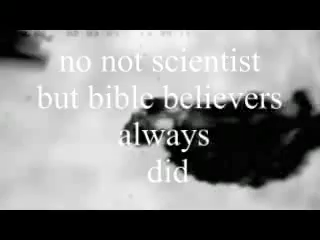 no not scientist
but bible believers
always
did